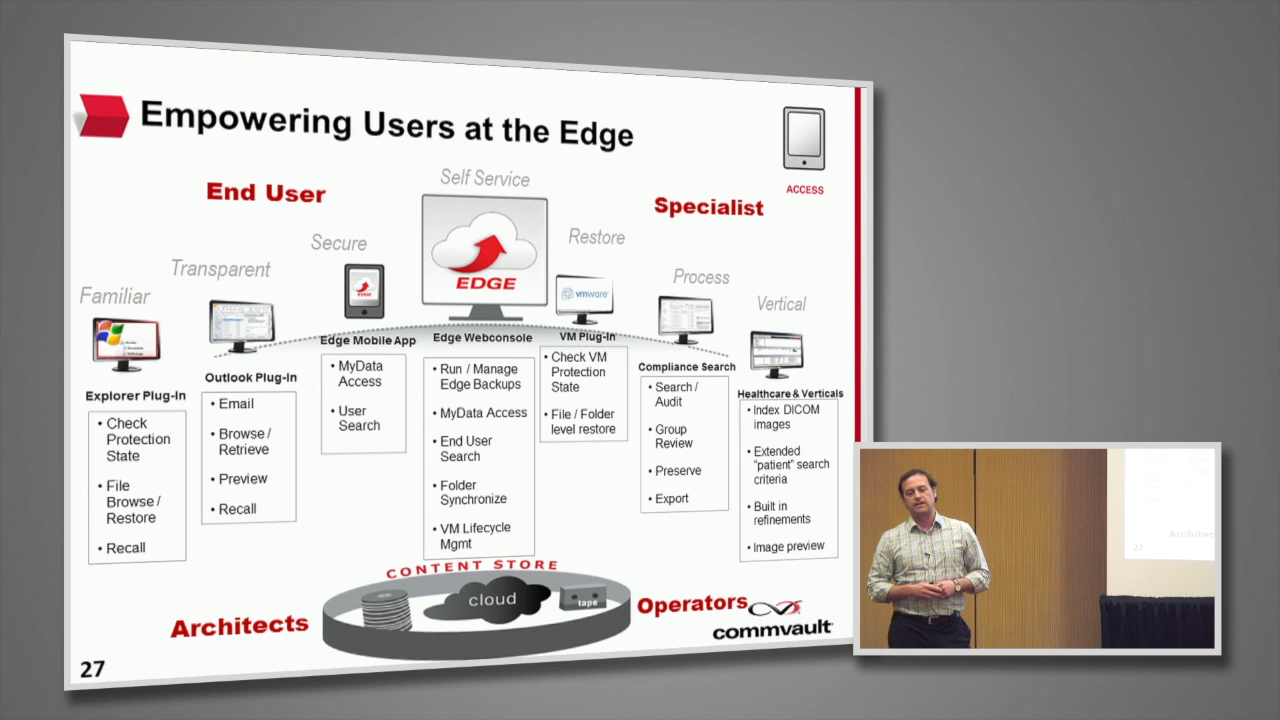 Empowering Users at the Edge
ACCESS
End User
Self Service
Specialist
Secure
Restore
Transparent
Process
Familiar
Vertical
EDGE
EDGE
vmware
Explorer Plug-In
• Check
Protection
State
• File
Browse /
Restore
• Recall
Outlook Plug-In
• Email
• Browse /
Retrieve
• Preview
• Recall
Edge Mobile App
• MyData
Access
• User
Search
Edge Webconsole
• Run / Manage
Edge Backups
• MyData Access
• End User
Search
• Folder
Synchronize
• VM Lifecycle
Mgmt
VM Plug-In
• Check VM
Protection
State
• File / Folder
level restore
Compliance Search
• Search /
Audit
• Group
Review
• Preserve
• Export
Healthcare & Verticals
• Index DICOM
images
• Extended
"patient" search
criteria
• Built in
refinements
• Image preview
CONTENT STORE
cloud
tape
Architects
Operators
commvault
27
Architec
27